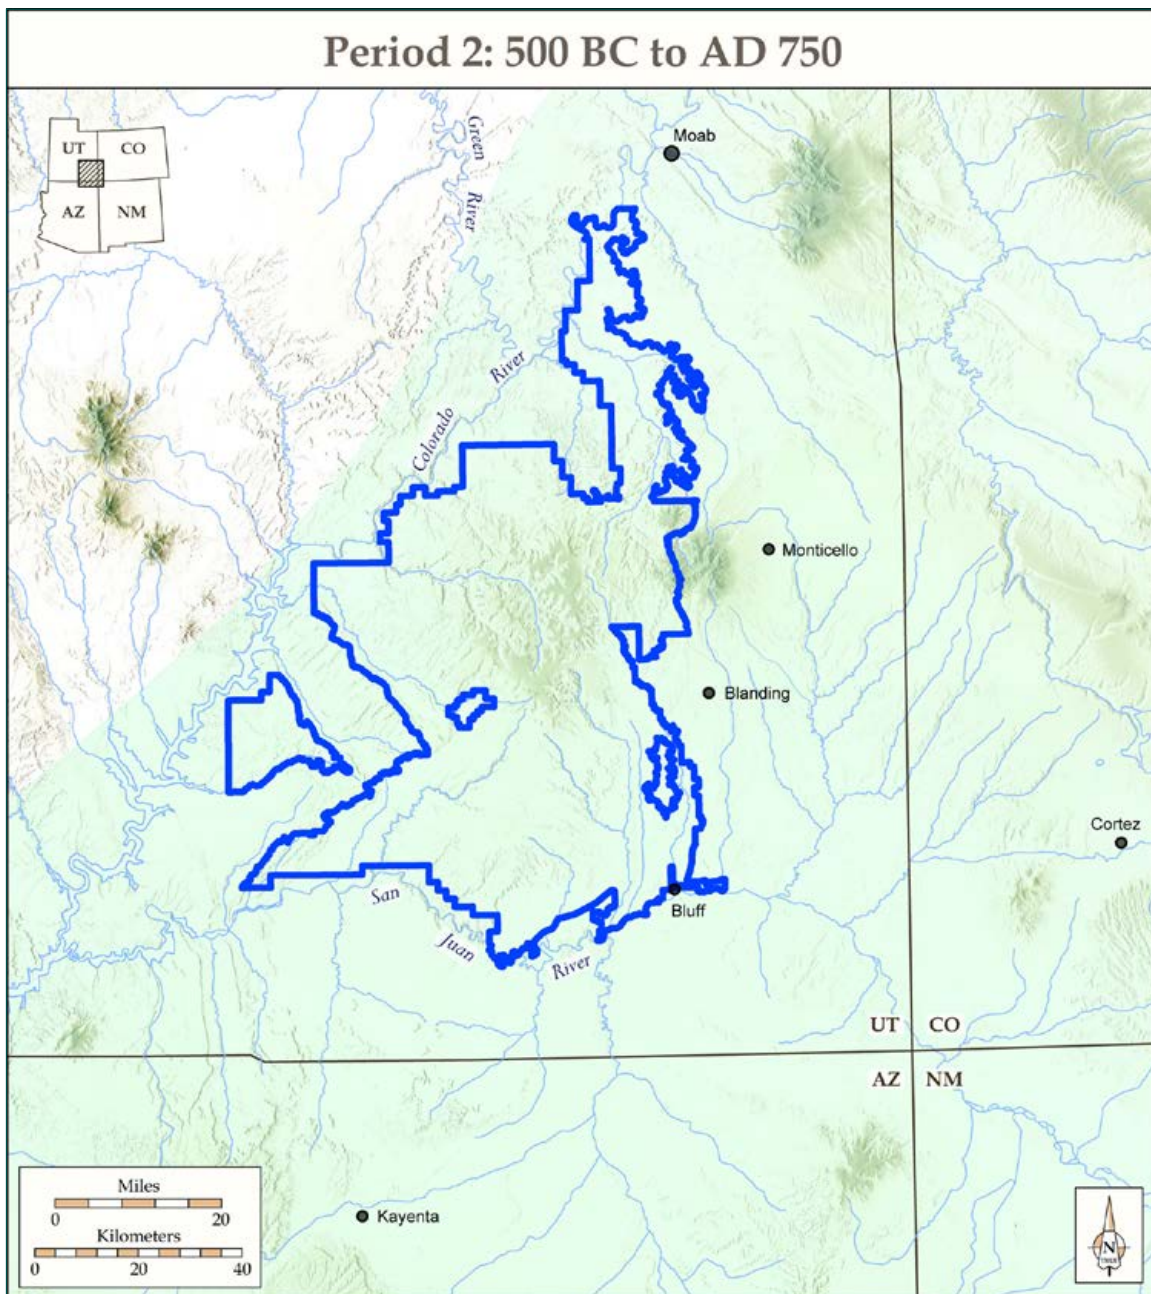 Period 2: 500 BC to AD 750
UT
CO
AZ
NM
Green
River
Moab
River
Colorado
Monticello
Blanding
Cortez
San
Juan
River
Bluff
UT
CO
AZ
NM
Miles
0
20
Kilometers
0
20
40
Kayenta
N